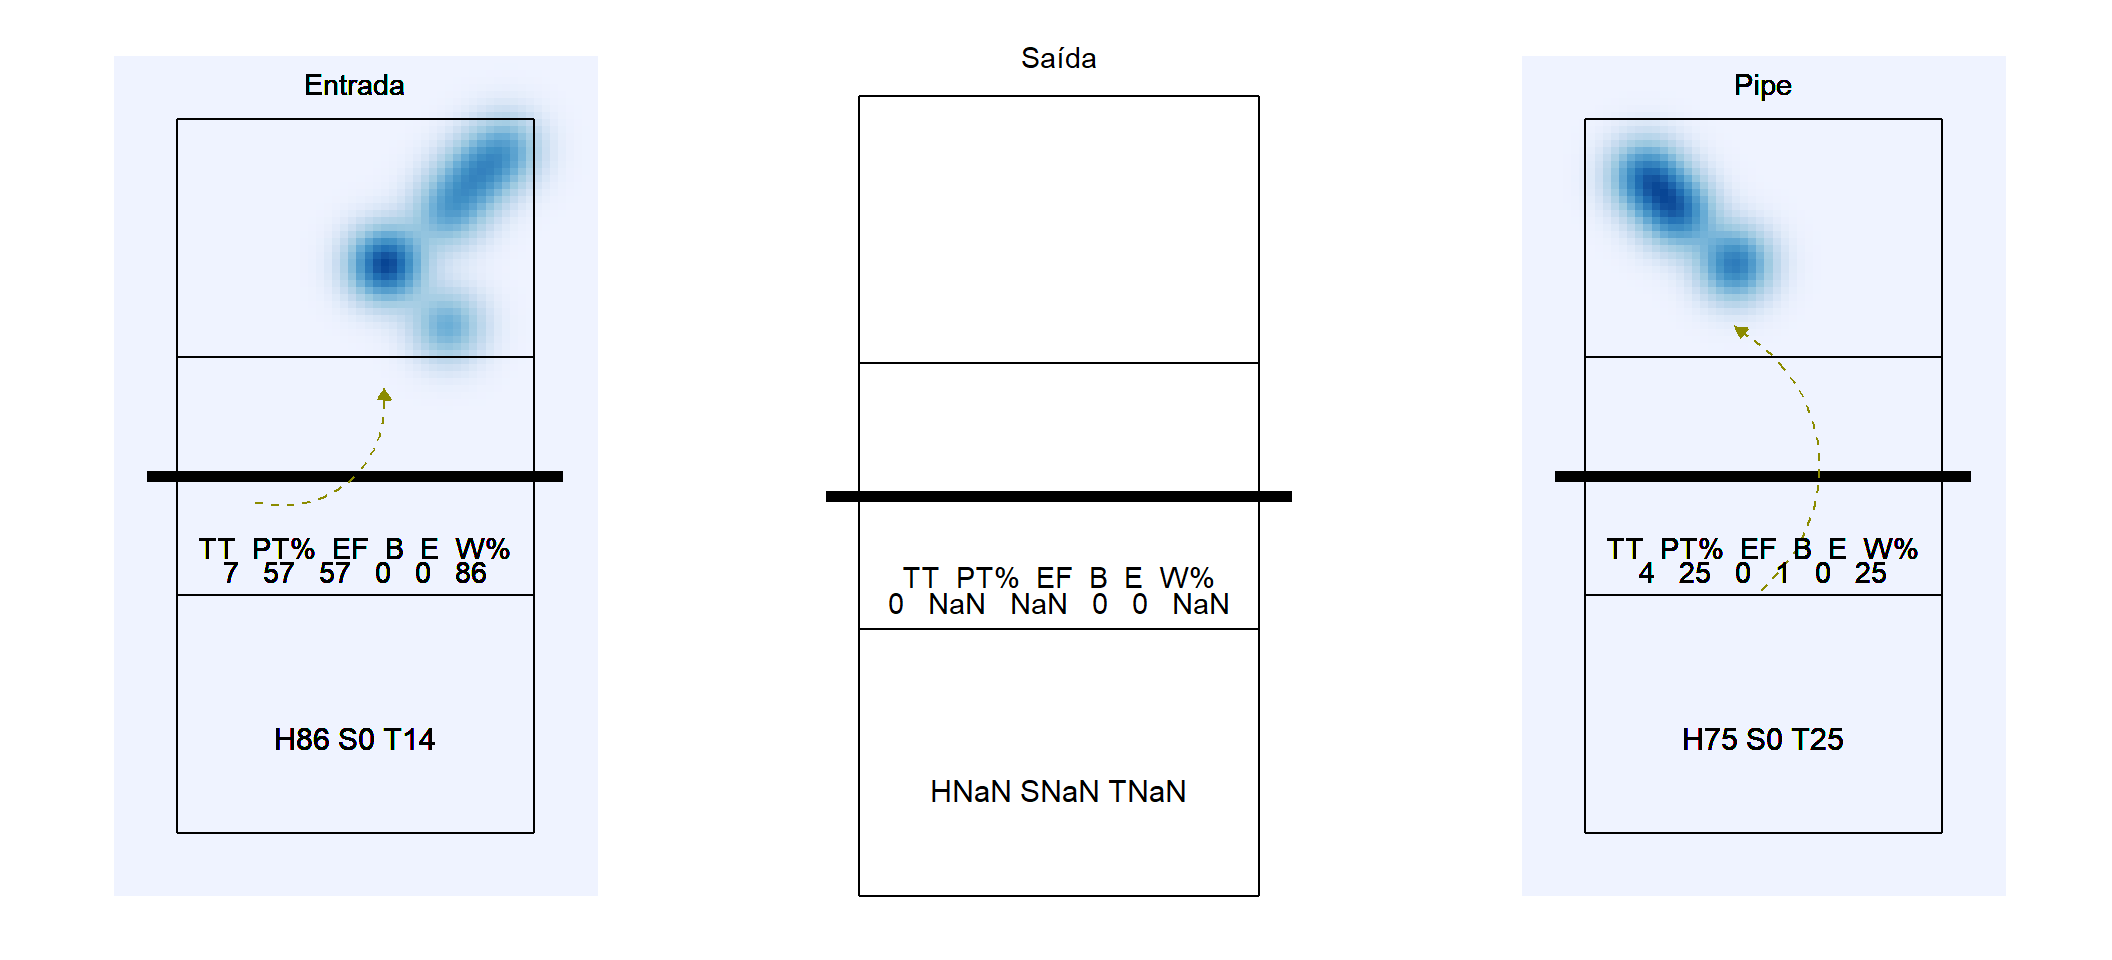 Entrada
TT PT% EF B E W%
7 57 57 0 0 86
H86 S0 T14
Saída
TT PT% EF B E W%
0 NaN NaN 0 0 NaN
HNaN SNaN TNaN
Pipe
TT PT% EF B E W%
4 25 0 1 0 25
H75 S0 T25